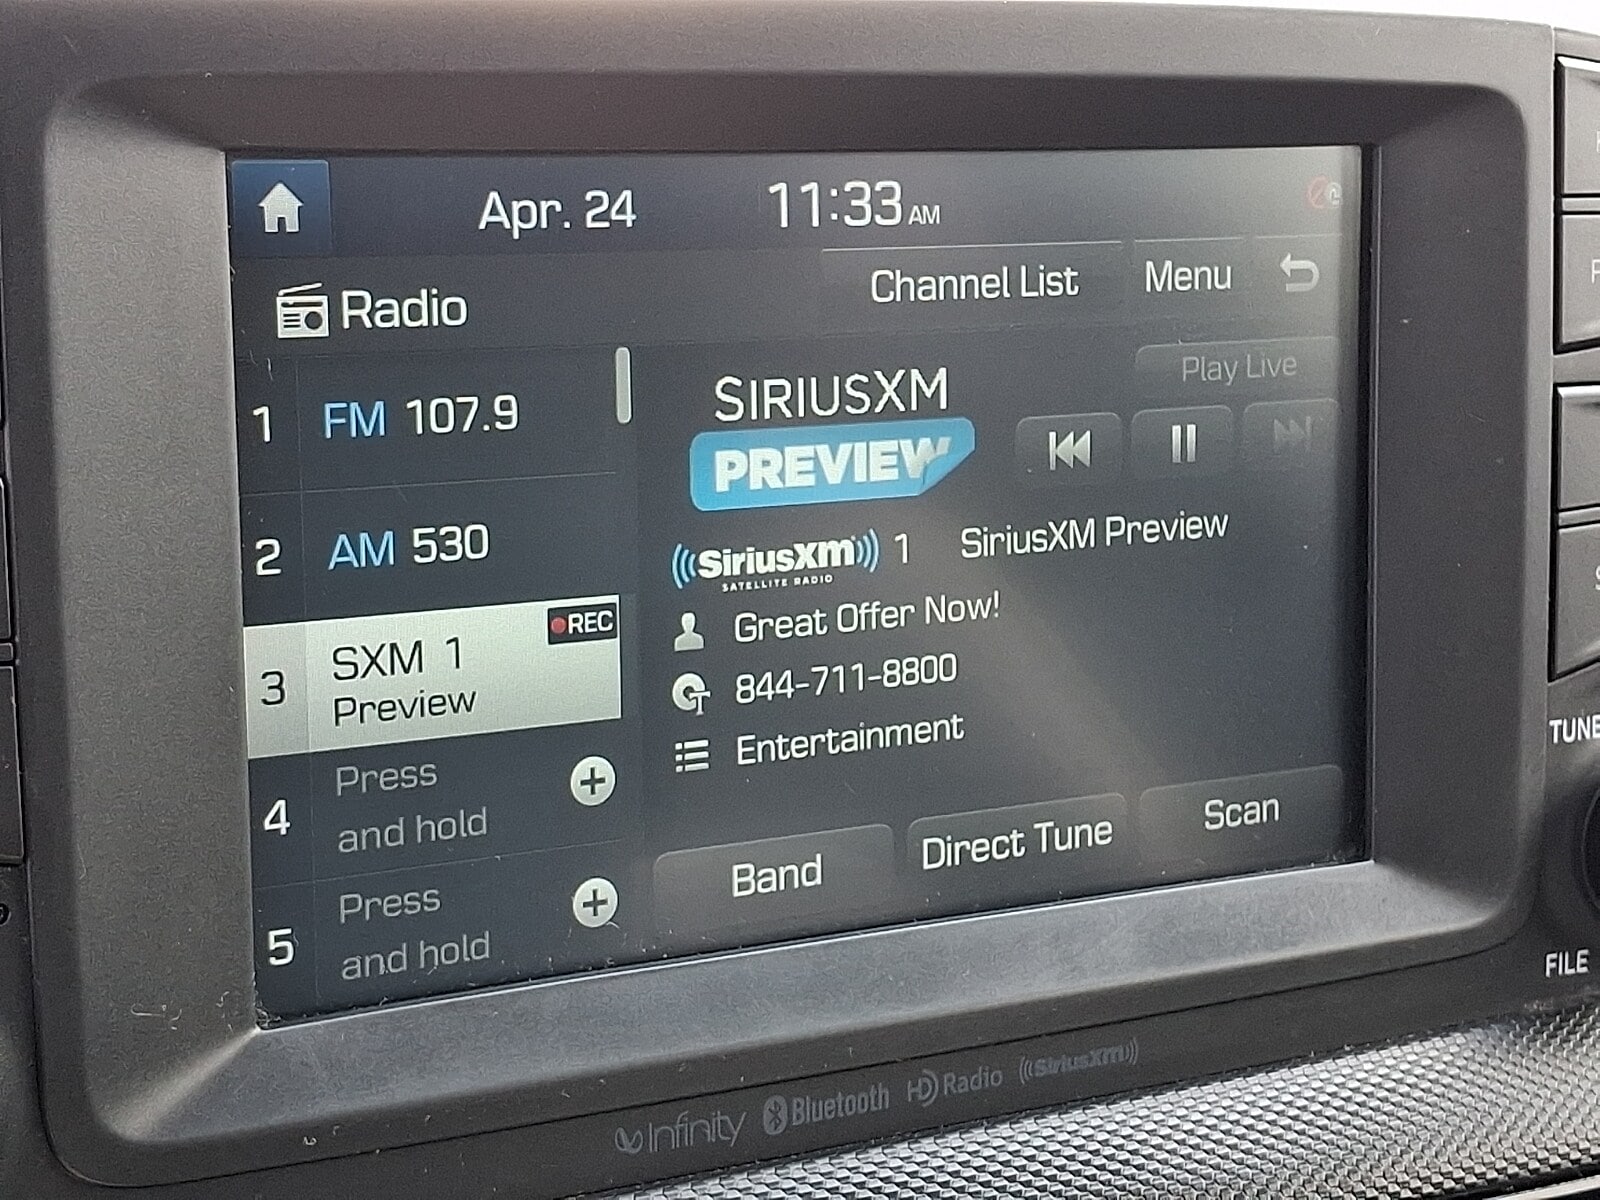 Apr. 24 11:33 AM
Radio
Channel List Menu
1 FM 107.9
2 AM 530
3 SXM 1 REC
Preview
4 Press
and hold
5 Press
and hold
Play Live
SIRIUSXM
PREVIEW
SiriusXM 1 SiriusXM Preview
SATELLITE RADIO
Great Offer Now!
844-711-8800
Entertainment
Band Direct Tune Scan
TUNE
FILE
Infinity Bluetooth HD Radio SiriusXM